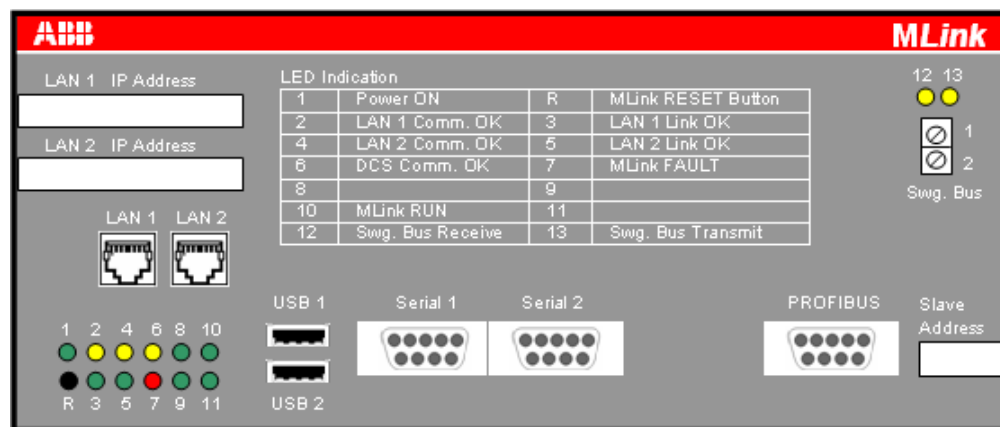 ABB MLink
LAN 1 IP Address
LAN 2 IP Address
LAN 1 LAN 2
LED Indication
1 Power ON R MLink RESET Button
2 LAN 1 Comm. OK 3 LAN 1 Link OK
4 LAN 2 Comm. OK 5 LAN 2 Link OK
6 DCS Comm. OK 7 MLink FAULT
8 9
10 MLink RUN 11
12 Swg. Bus Receive 13 Swg. Bus Transmit
12 13
1
2
Swg. Bus
1 2 4 6 8 10
R 3 5 7 9 11
USB 1
USB 2
Serial 1 Serial 2
PROFIBUS
Slave
Address